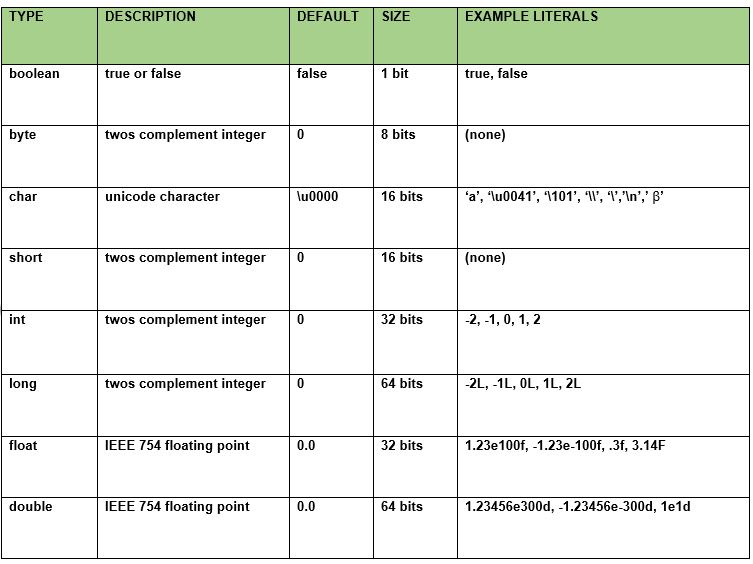 TYPE DESCRIPTION DEFAULT SIZE EXAMPLE LITERALS
boolean true or false false 1 bit true, false
byte twos complement integer 0 8 bits (none)
char unicode character \u0000 16 bits ‘a’, ‘\u0041’, ‘\101’, ‘\\’, ‘\’,’\n’,’ β’
short twos complement integer 0 16 bits (none)
int twos complement integer 0 32 bits -2, -1, 0, 1, 2
long twos complement integer 0 64 bits -2L, -1L, 0L, 1L, 2L
float IEEE 754 floating point 0.0 32 bits 1.23e100f, -1.23e-100f, .3f, 3.14F
double IEEE 754 floating point 0.0 64 bits 1.23456e300d, -1.23456e-300d, 1e1d